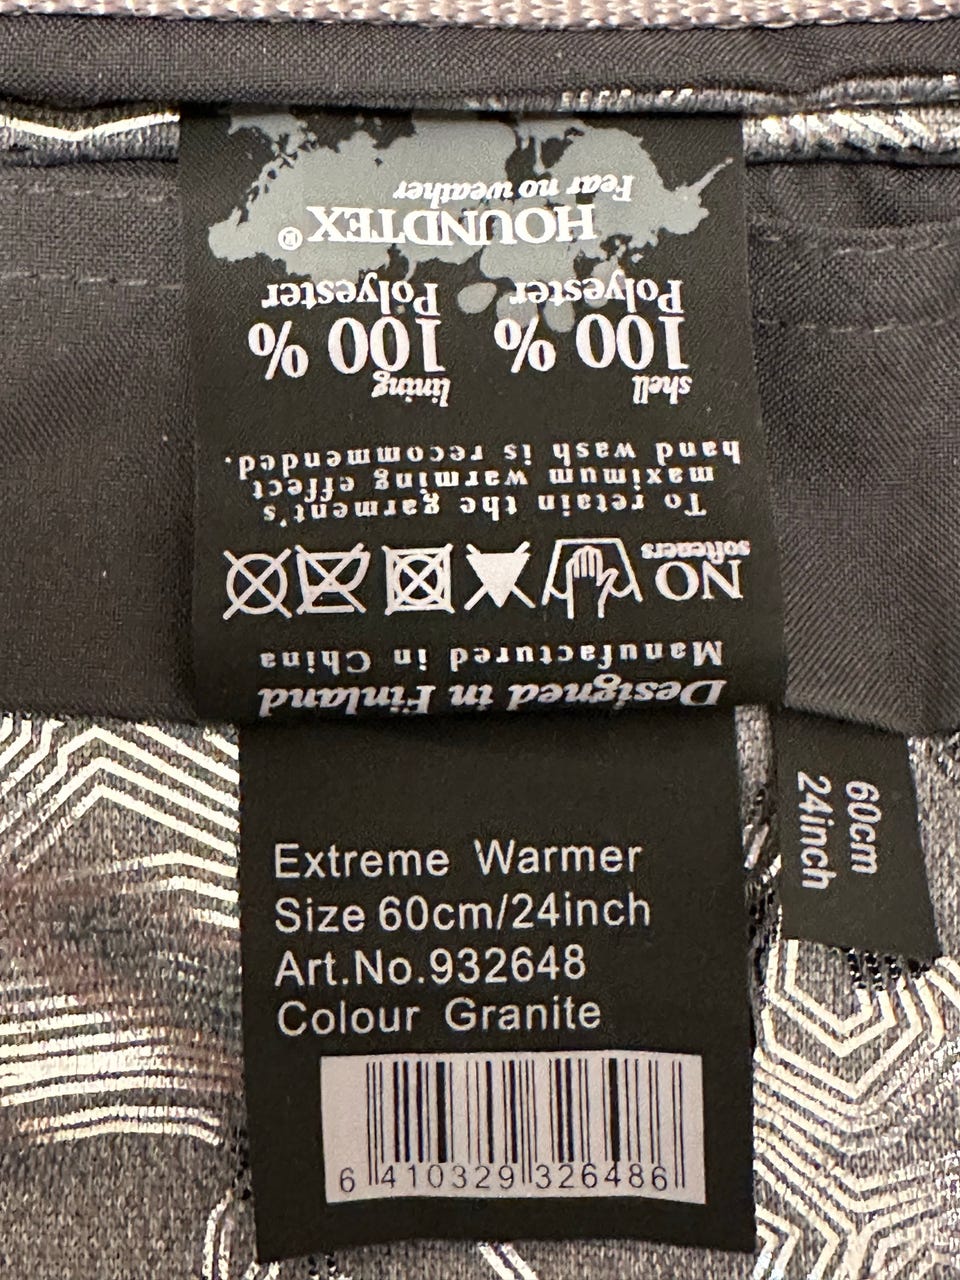 Fear no weather
HOUNDTEX®
shell
100 %
Polyester
lining
100 %
Polyester
To retain the garment's
maximum warming effect
hand wash is recommended.
NO
softeners
Designed in Finland
Manufactured in China
Extreme Warmer
Size 60cm/24inch
Art.No.932648
Colour Granite
6 410329 326486
60cm
24inch